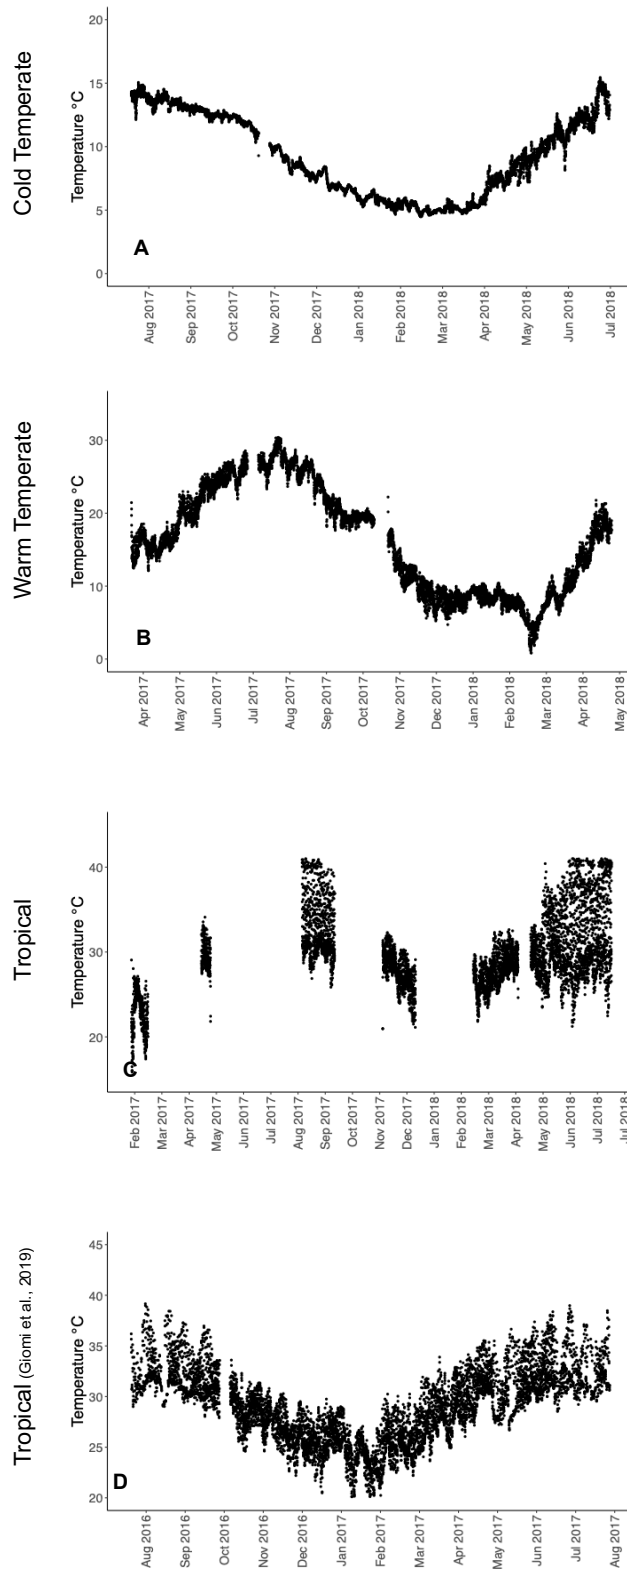 Cold Temperate
Temperature °C
20
15
10
5
0
A
Aug 2017
Sep 2017
Oct 2017
Nov 2017
Dec 2017
Jan 2018
Feb 2018
Mar 2018
Apr 2018
May 2018
Jun 2018
Jul 2018
Warm Temperate
Temperature °C
30
20
10
0
B
Apr 2017
May 2017
Jun 2017
Jul 2017
Aug 2017
Sep 2017
Oct 2017
Nov 2017
Dec 2017
Jan 2018
Feb 2018
Mar 2018
Apr 2018
May 2018
Tropical
Temperature °C
40
30
20
C
Feb 2017
Mar 2017
Apr 2017
May 2017
Jun 2017
Jul 2017
Aug 2017
Sep 2017
Oct 2017
Nov 2017
Dec 2017
Jan 2018
Feb 2018
Mar 2018
Apr 2018
May 2018
Jun 2018
Jul 2018
Jul 2018
Tropical (Giomi et al., 2019)
Temperature °C
45
40
35
30
25
20
D
Aug 2016
Sep 2016
Oct 2016
Nov 2016
Dec 2016
Jan 2017
Feb 2017
Mar 2017
Apr 2017
May 2017
Jun 2017
Jul 2017
Aug 2017